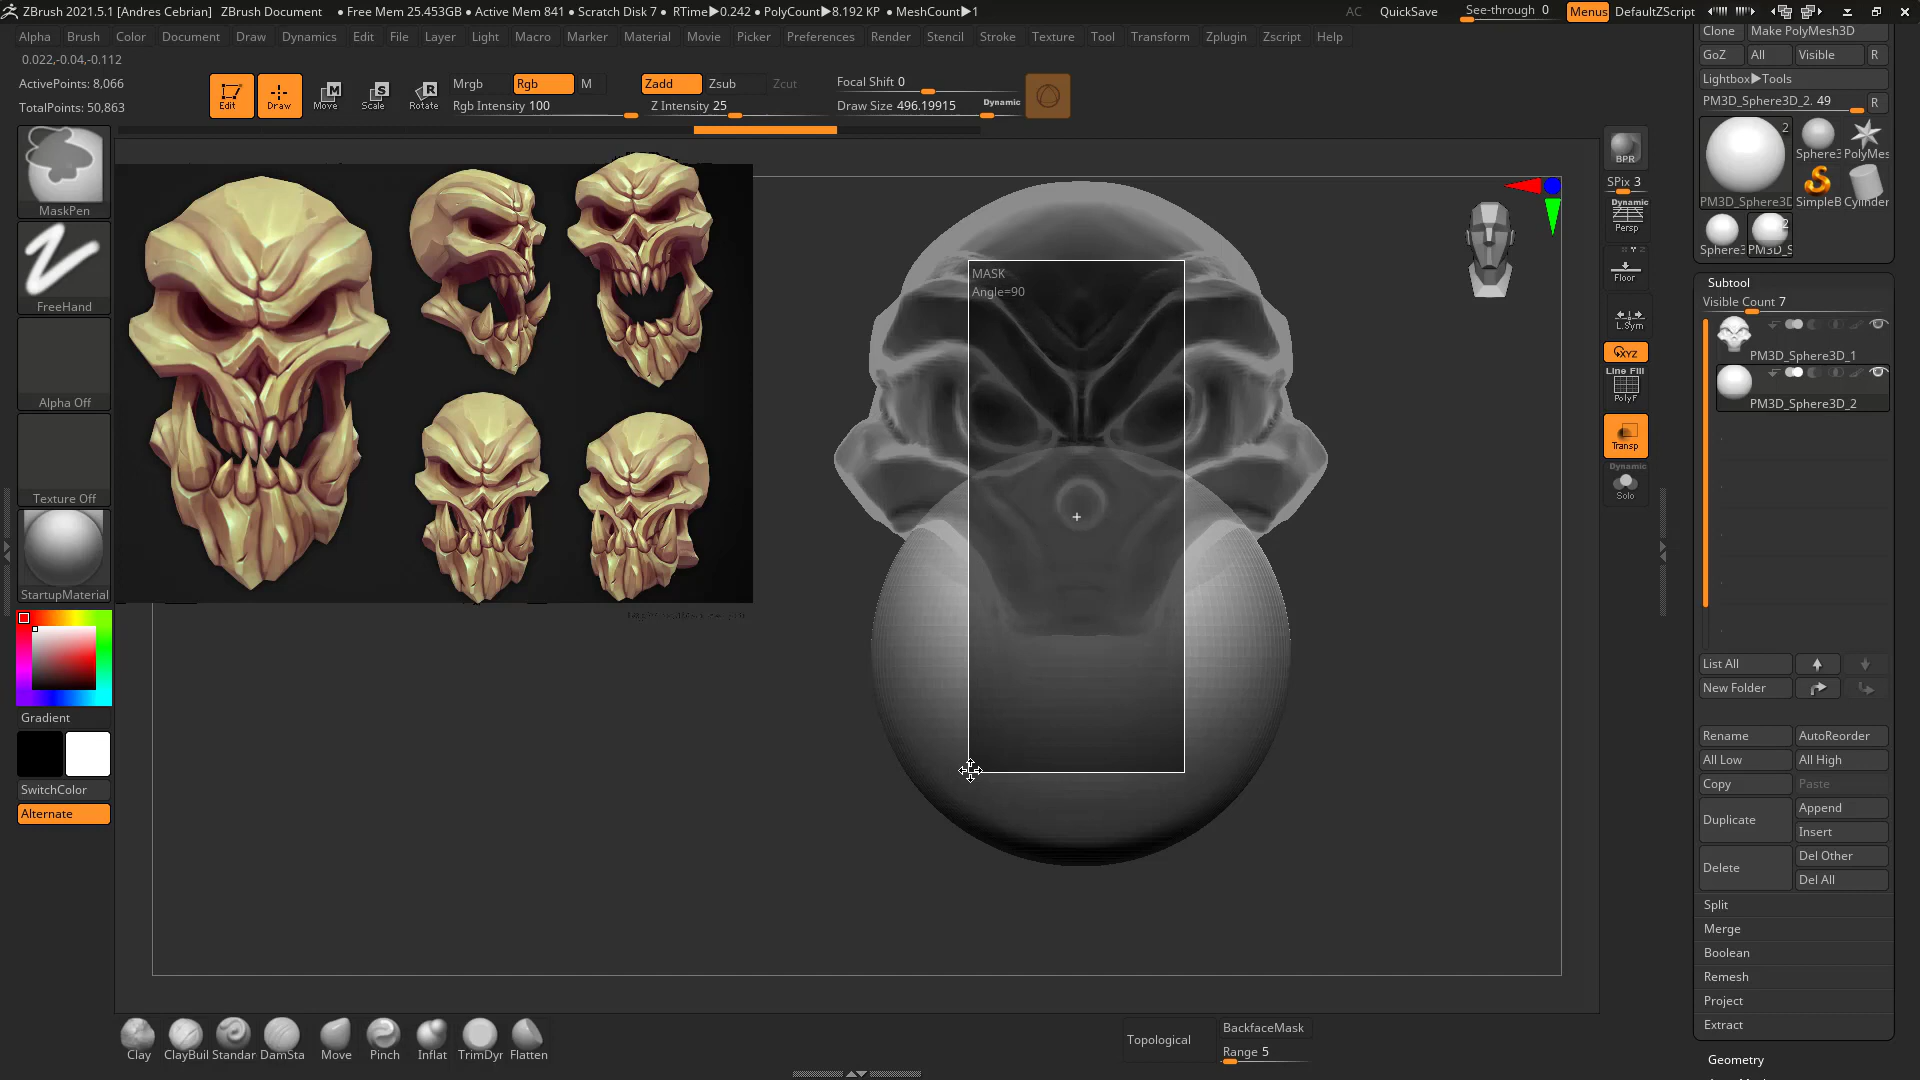 ZBrush 2021.5.1 [Andres Cebrian] ZBrush Document ● Free Mem 25.453GB ● Active Mem 841 ● Scratch Disk 7 ● RTime▶0.242 ● PolyCount▶8.192 KP ● MeshCount▶1 AC QuickSave See-through 0 Menus DefaultZScript
Alpha Brush Color Document Draw Dynamics Edit File Layer Light Macro Marker Material Movie Picker Preferences Render Stencil Stroke Texture Tool Transform Zplugin Zscript Help
0.022,-0.04,-0.112
ActivePoints: 8,066
TotalPoints: 50,863
Edit
Draw
Move
Scale
Rotate
Mrgb Rgb M
Rgb Intensity 100
Zadd Zsub Zcut
Z Intensity 25
Focal Shift 0
Draw Size 496.19915
Dynamic
MaskPen
FreeHand
Alpha Off
Texture Off
StartupMaterial
Gradient
SwitchColor
Alternate
MASK
Angle=90
BPR
SPix 3
Dynamic
Persp
Floor
L.Sym
XYZ
Line Fill
PolyF
Transp
Dynamic
Solo
Clone Make PolyMesh3D
GoZ All Visible R
Lightbox▶Tools
PM3D_Sphere3D_2. 49 R
2
PM3D_Sphere3D
Sphere3
PolyMes
SimpleB
Cylinder
Sphere3
2
PM3D_S
Subtool
Visible Count 7
PM3D_Sphere3D_1
PM3D_Sphere3D_2
List All
New Folder
Rename AutoReorder
All Low All High
Copy Paste
Duplicate
Append
Insert
Delete
Del Other
Del All
Split
Merge
Boolean
Remesh
Project
Extract
Geometry
Clay
ClayBuil
Standar
DamSta
Move
Pinch
Inflat
TrimDyr
Flatten
Topological
BackfaceMask
Range 5